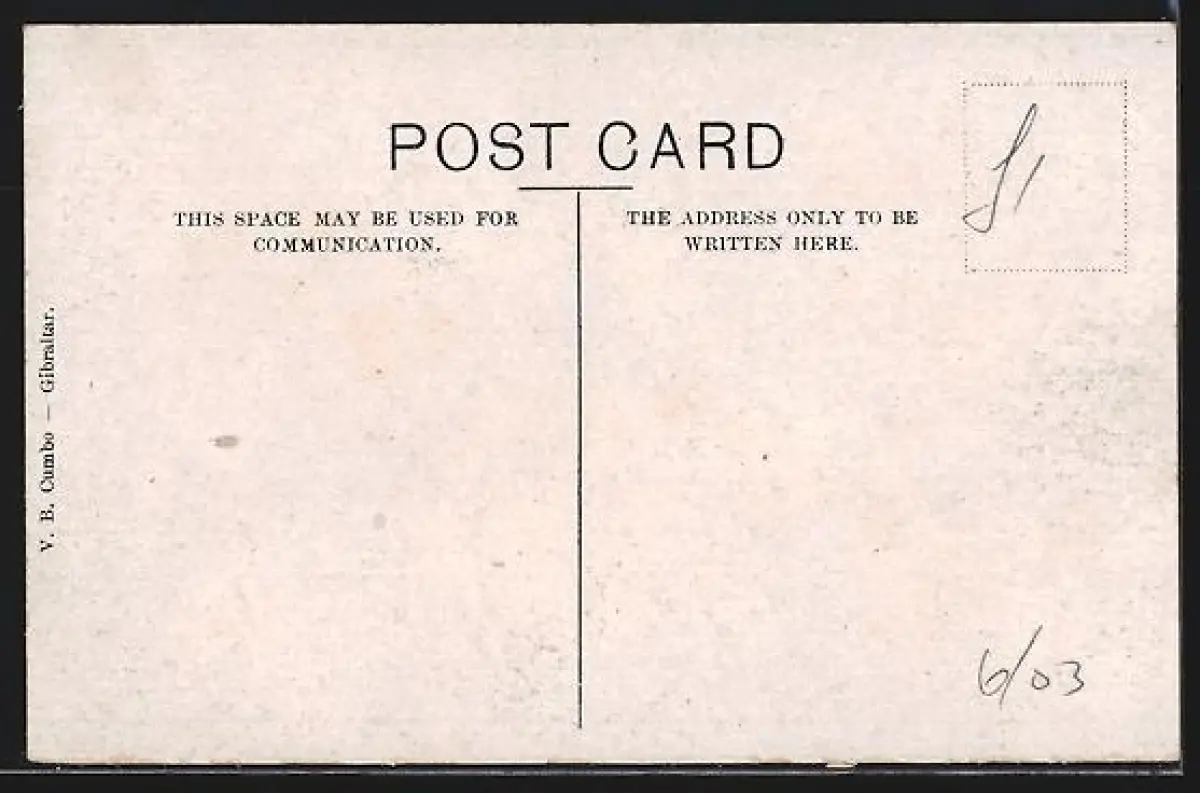 POST CARD
THIS SPACE MAY BE USED FOR
COMMUNICATION.
THE ADDRESS ONLY TO BE
WRITTEN HERE.
V. B. Cumbo — Gibraltar.
6/03